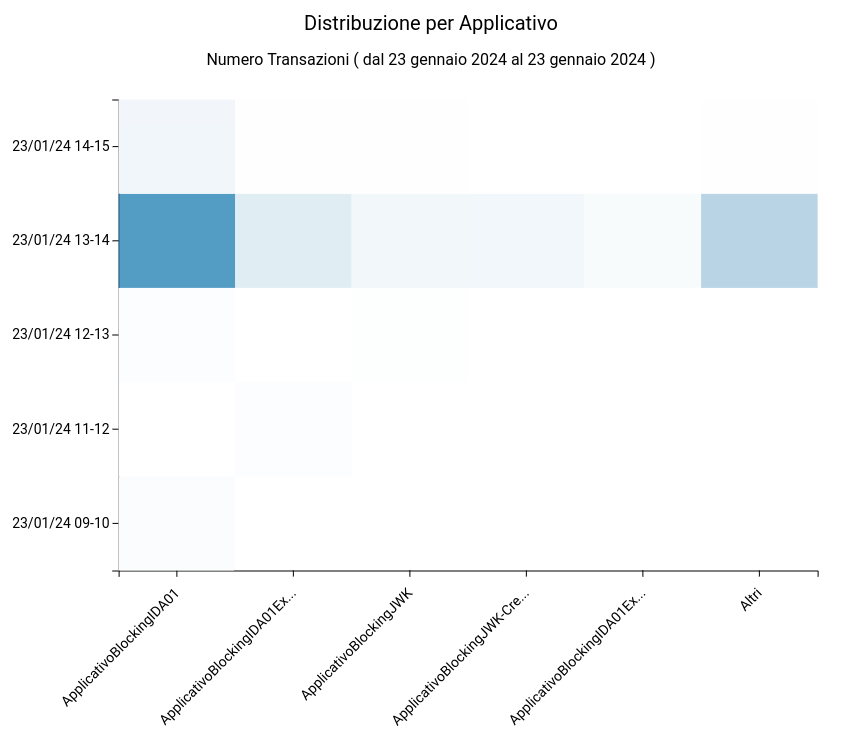 Distribuzione per Applicativo
Numero Transazioni ( dal 23 gennaio 2024 al 23 gennaio 2024 )
23/01/24 14-15
23/01/24 13-14
23/01/24 12-13
23/01/24 11-12
23/01/24 09-10
ApplicativoBlockingIDA01
ApplicativoBlockingIDA01Ex...
ApplicativoBlockingJWK
ApplicativoBlockingJWK-Cre...
ApplicativoBlockingIDA01Ex...
Altri